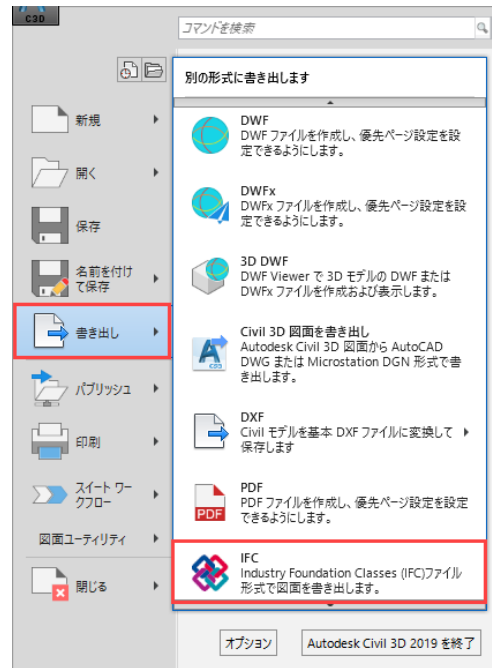 C3D
コマンドを検索
別の形式に書き出します
新規
開く
保存
名前を付け
て保存
書き出し
パブリッシュ
印刷
スイート ワー
クフロー
図面ユーティリティ
閉じる
DWF
DWF ファイルを作成し、優先ページ設定を設
定できるようにします。
DWFx
DWFx ファイルを作成し、優先ページ設定を設
定できるようにします。
3D DWF
DWF Viewer で 3D モデルの DWF または
DWFx ファイルを作成および表示します。
Civil 3D 図面を書き出し
Autodesk Civil 3D 図面から AutoCAD
DWG または Microstation DGN 形式で書
き出します。
DXF
Civil モデルを基本 DXF ファイルに変換して
保存します
PDF
PDF
PDF ファイルを作成し、優先ページ設定を設定
できるようにします。
IFC
Industry Foundation Classes (IFC)ファイル
形式で図面を書き出します。
オプション
Autodesk Civil 3D 2019 を終了